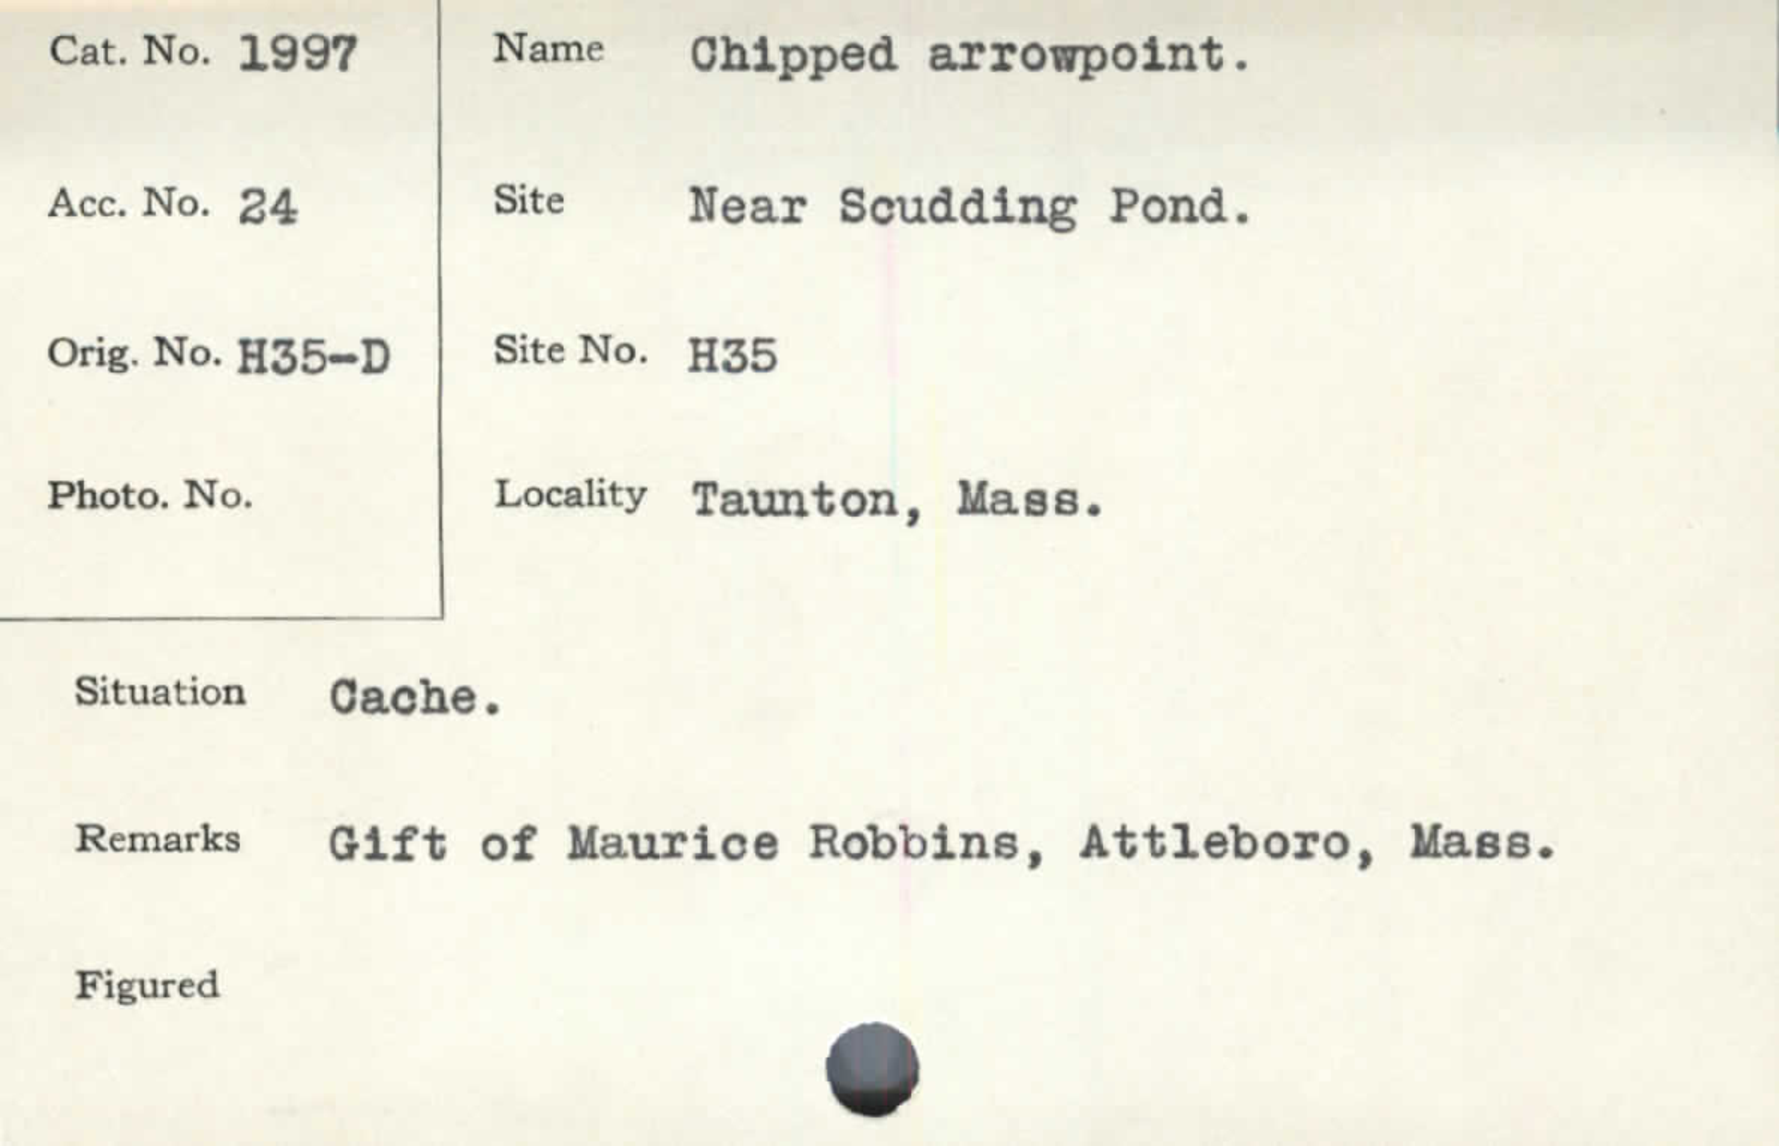 Cat. No. 1997
Name Chipped arrowpoint.
Acc. No. 24
Site Near Scudding Pond.
Orig. No. H35-D
Site No. H35
Photo. No.
Locality Taunton, Mass.
Situation Cache.
Remarks Gift of Maurice Robbins, Attleboro, Mass.
Figured